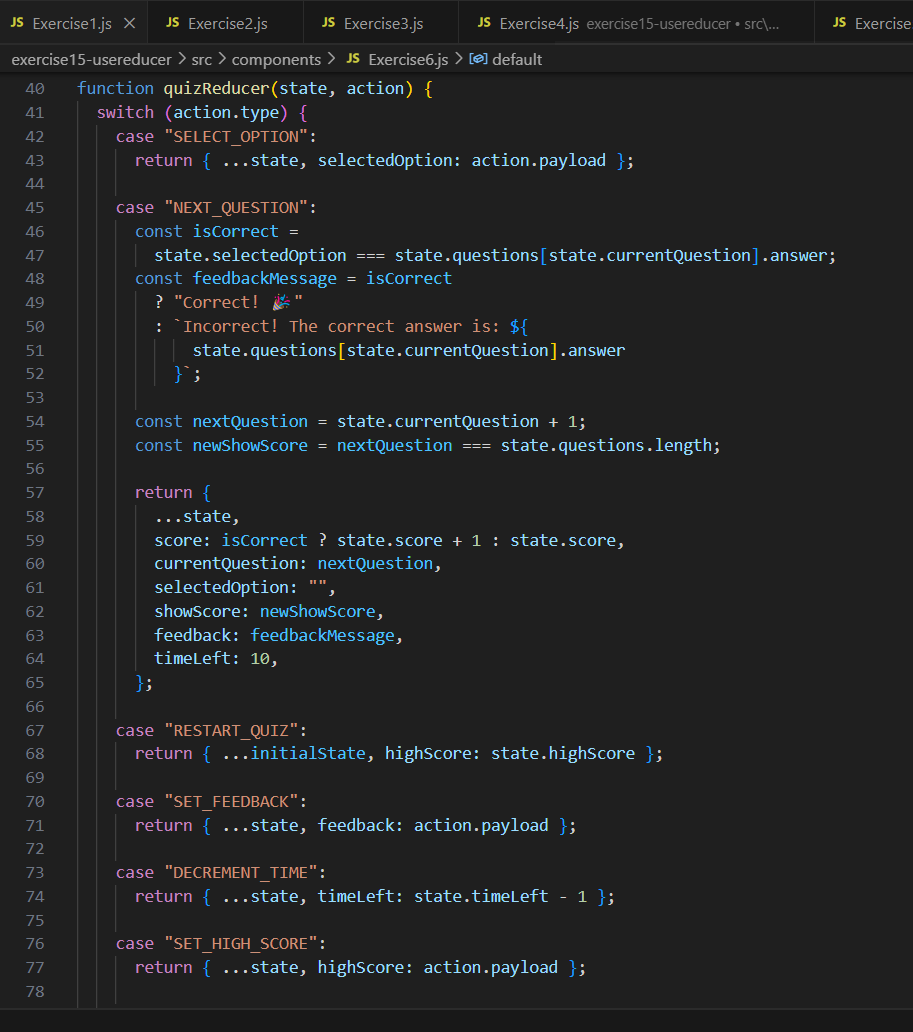 JS Exercise1.js × JS Exercise2.js JS Exercise3.js JS Exercise4.js exercise15-usereducer • src\... JS Exercise
exercise15-usereducer > src > components > JS Exercise6.js > default
40 function quizReducer(state, action) {
41   switch (action.type) {
42     case "SELECT_OPTION":
43       return { ...state, selectedOption: action.payload };
44
45     case "NEXT_QUESTION":
46       const isCorrect =
47         state.selectedOption === state.questions[state.currentQuestion].answer;
48       const feedbackMessage = isCorrect
49         ? "Correct! 🎉"
50         : `Incorrect! The correct answer is: ${
51             state.questions[state.currentQuestion].answer
52           }`;
53
54       const nextQuestion = state.currentQuestion + 1;
55       const newShowScore = nextQuestion === state.questions.length;
56
57       return {
58         ...state,
59         score: isCorrect ? state.score + 1 : state.score,
60         currentQuestion: nextQuestion,
61         selectedOption: "",
62         showScore: newShowScore,
63         feedback: feedbackMessage,
64         timeLeft: 10,
65       };
66
67     case "RESTART_QUIZ":
68       return { ...initialState, highScore: state.highScore };
69
70     case "SET_FEEDBACK":
71       return { ...state, feedback: action.payload };
72
73     case "DECREMENT_TIME":
74       return { ...state, timeLeft: state.timeLeft - 1 };
75
76     case "SET_HIGH_SCORE":
77       return { ...state, highScore: action.payload };
78